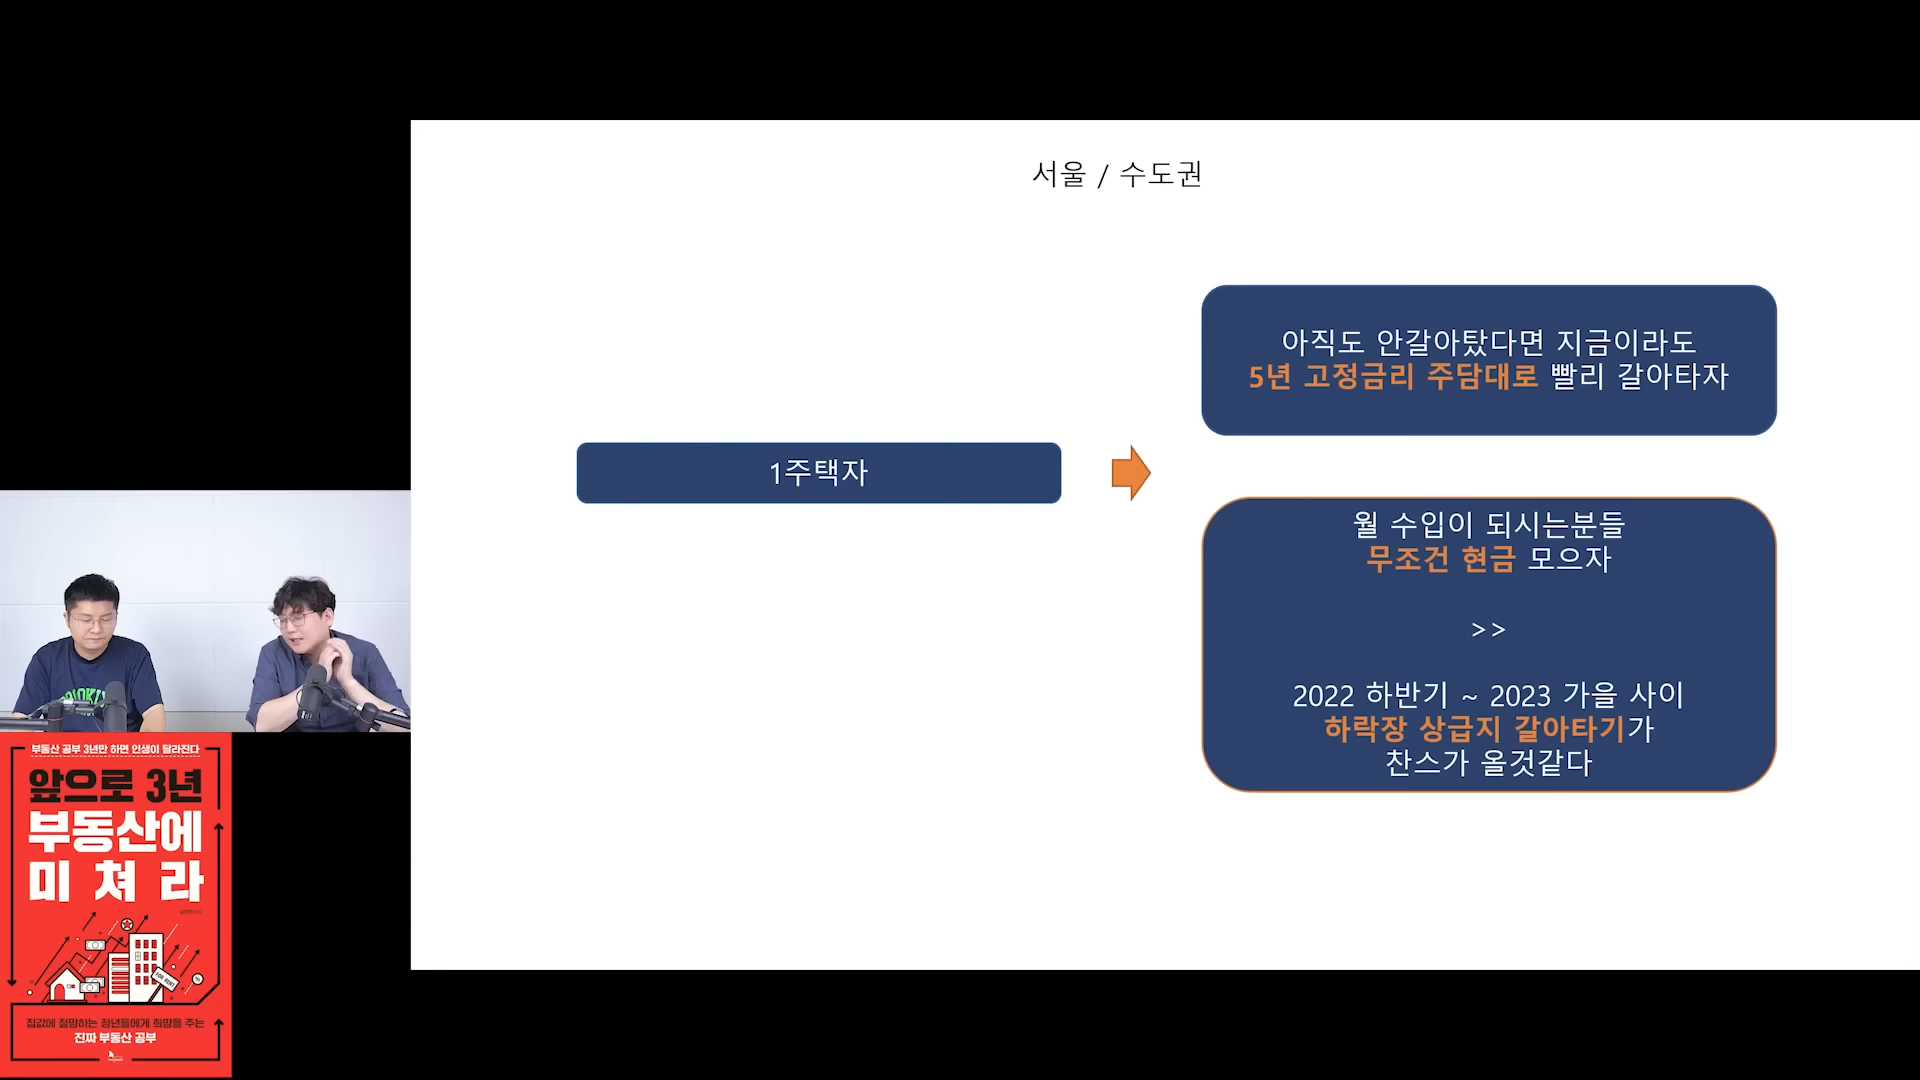 서울 / 수도권
아직도 안갈아탔다면 지금이라도
5년 고정금리 주담대로 빨리 갈아타자
1주택자
월 수입이 되시는분들
무조건 현금 모으자
>>
2022 하반기 ~ 2023 가을 사이
하락장 상급지 갈아타기가
찬스가 올것같다
부동산 공부 3년만 하면 인생이 달라진다
앞으로 3년
부동산에
미쳐라
집값에 절망하는 청년들에게 희망을 주는
진짜 부동산 공부